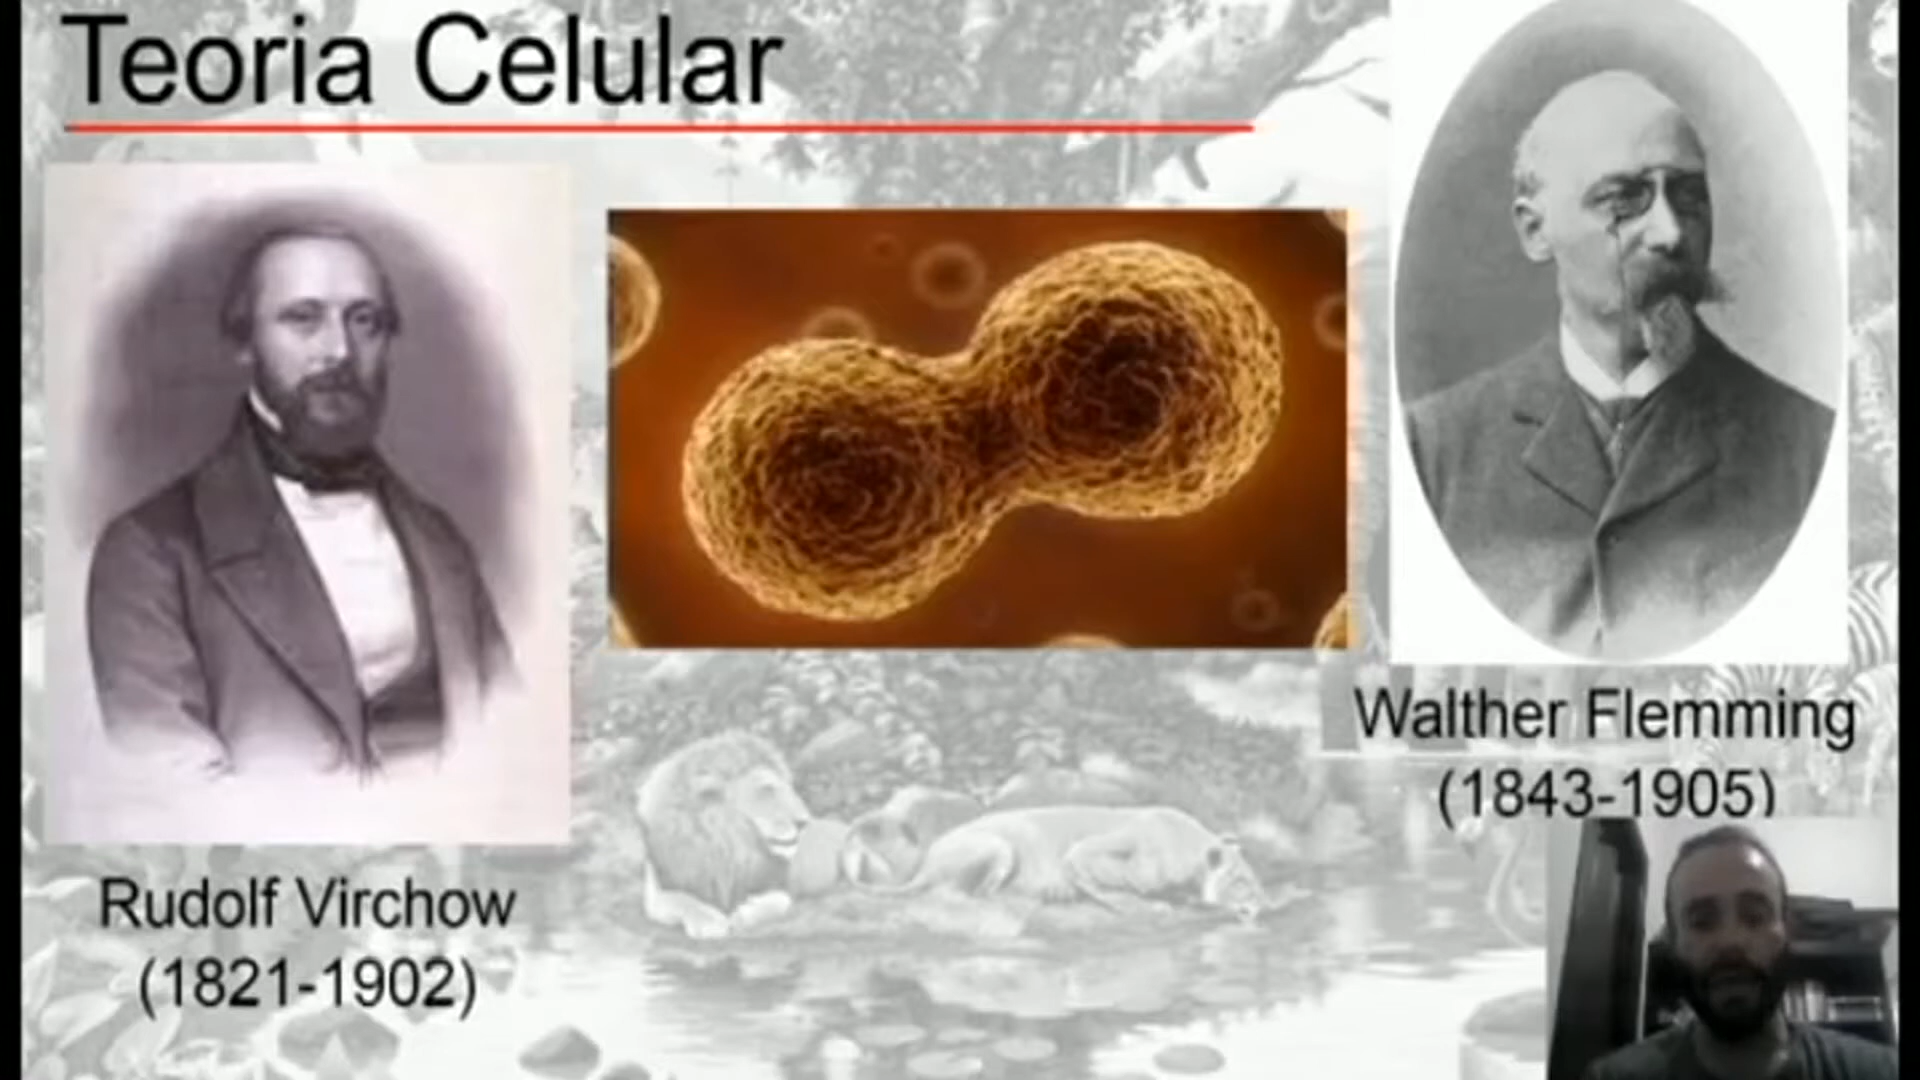 Teoria Celular
Walther Flemming
(1843-1905)
Rudolf Virchow
(1821-1902)